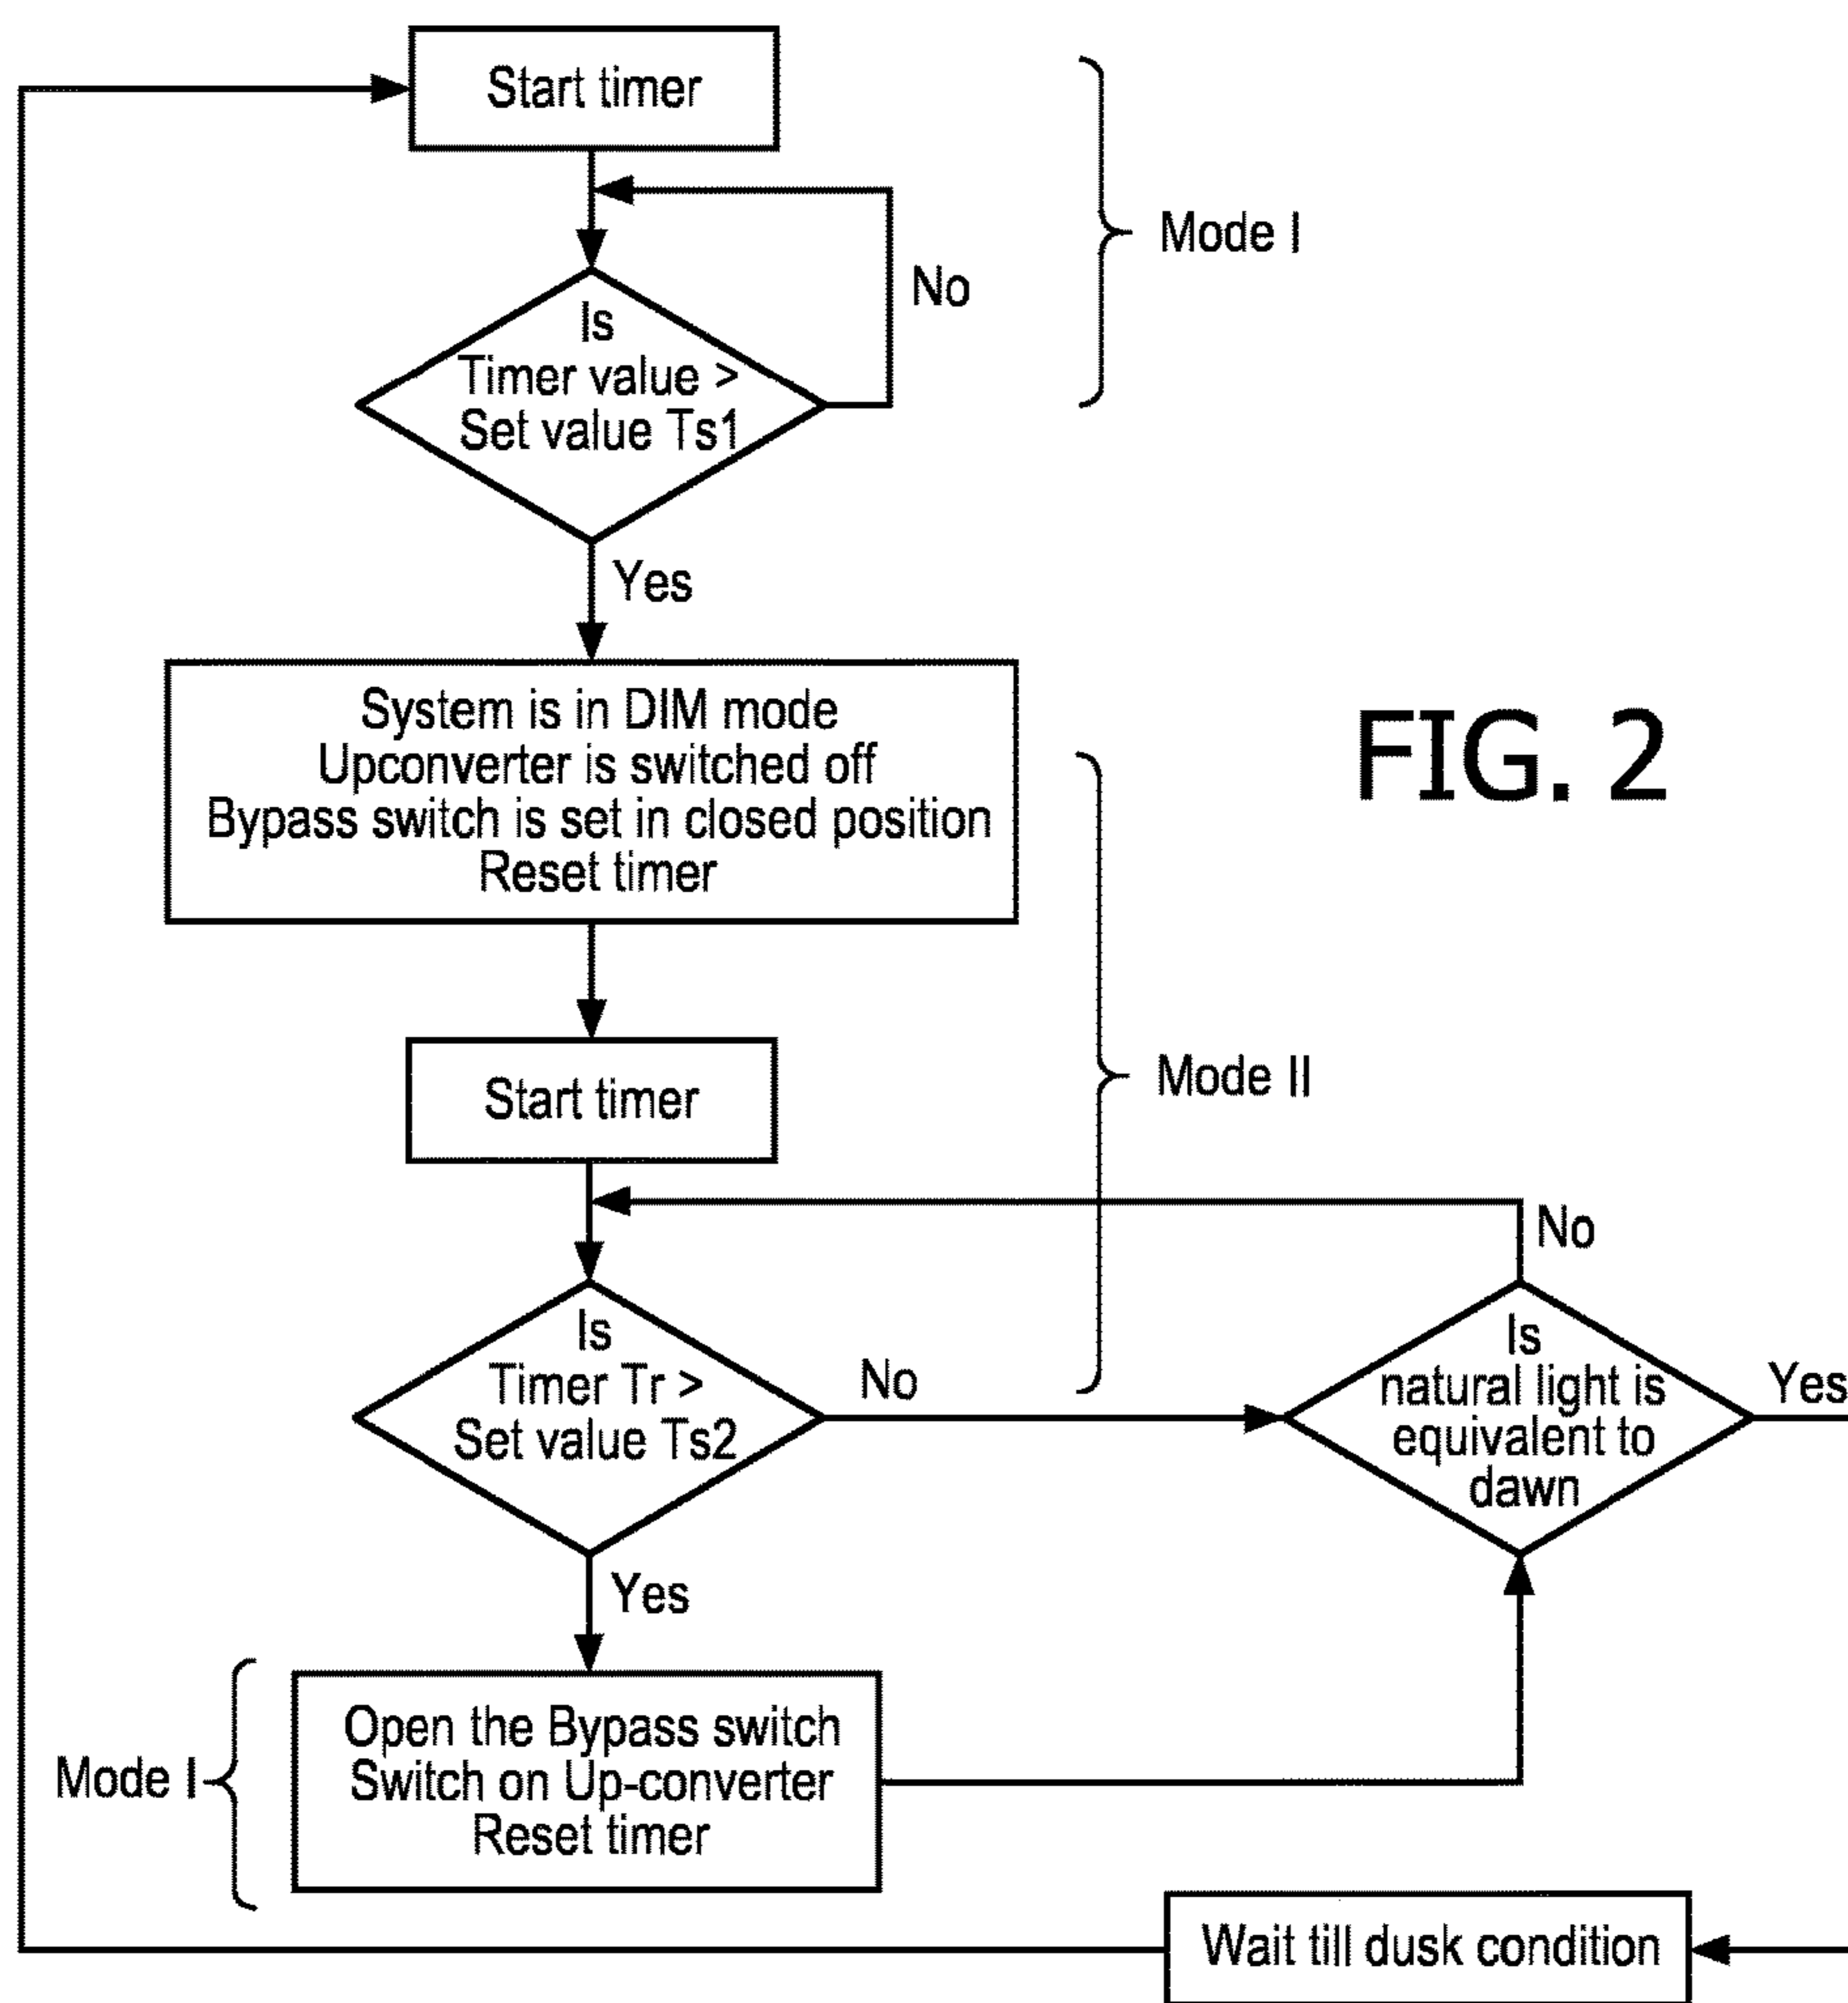 Start timer
Mode I
No
Is
Timer value >
Set value Ts1
Yes
System is in DIM mode
Upconverter is switched off
Bypass switch is set in closed position
Reset timer
FIG. 2
Start timer
Mode II
No
Is
Timer Tr >
Set value Ts2
No
Is
natural light is
equivalent to
dawn
Yes
Yes
Mode I
Open the Bypass switch
Switch on Up-converter
Reset timer
Wait till dusk condition